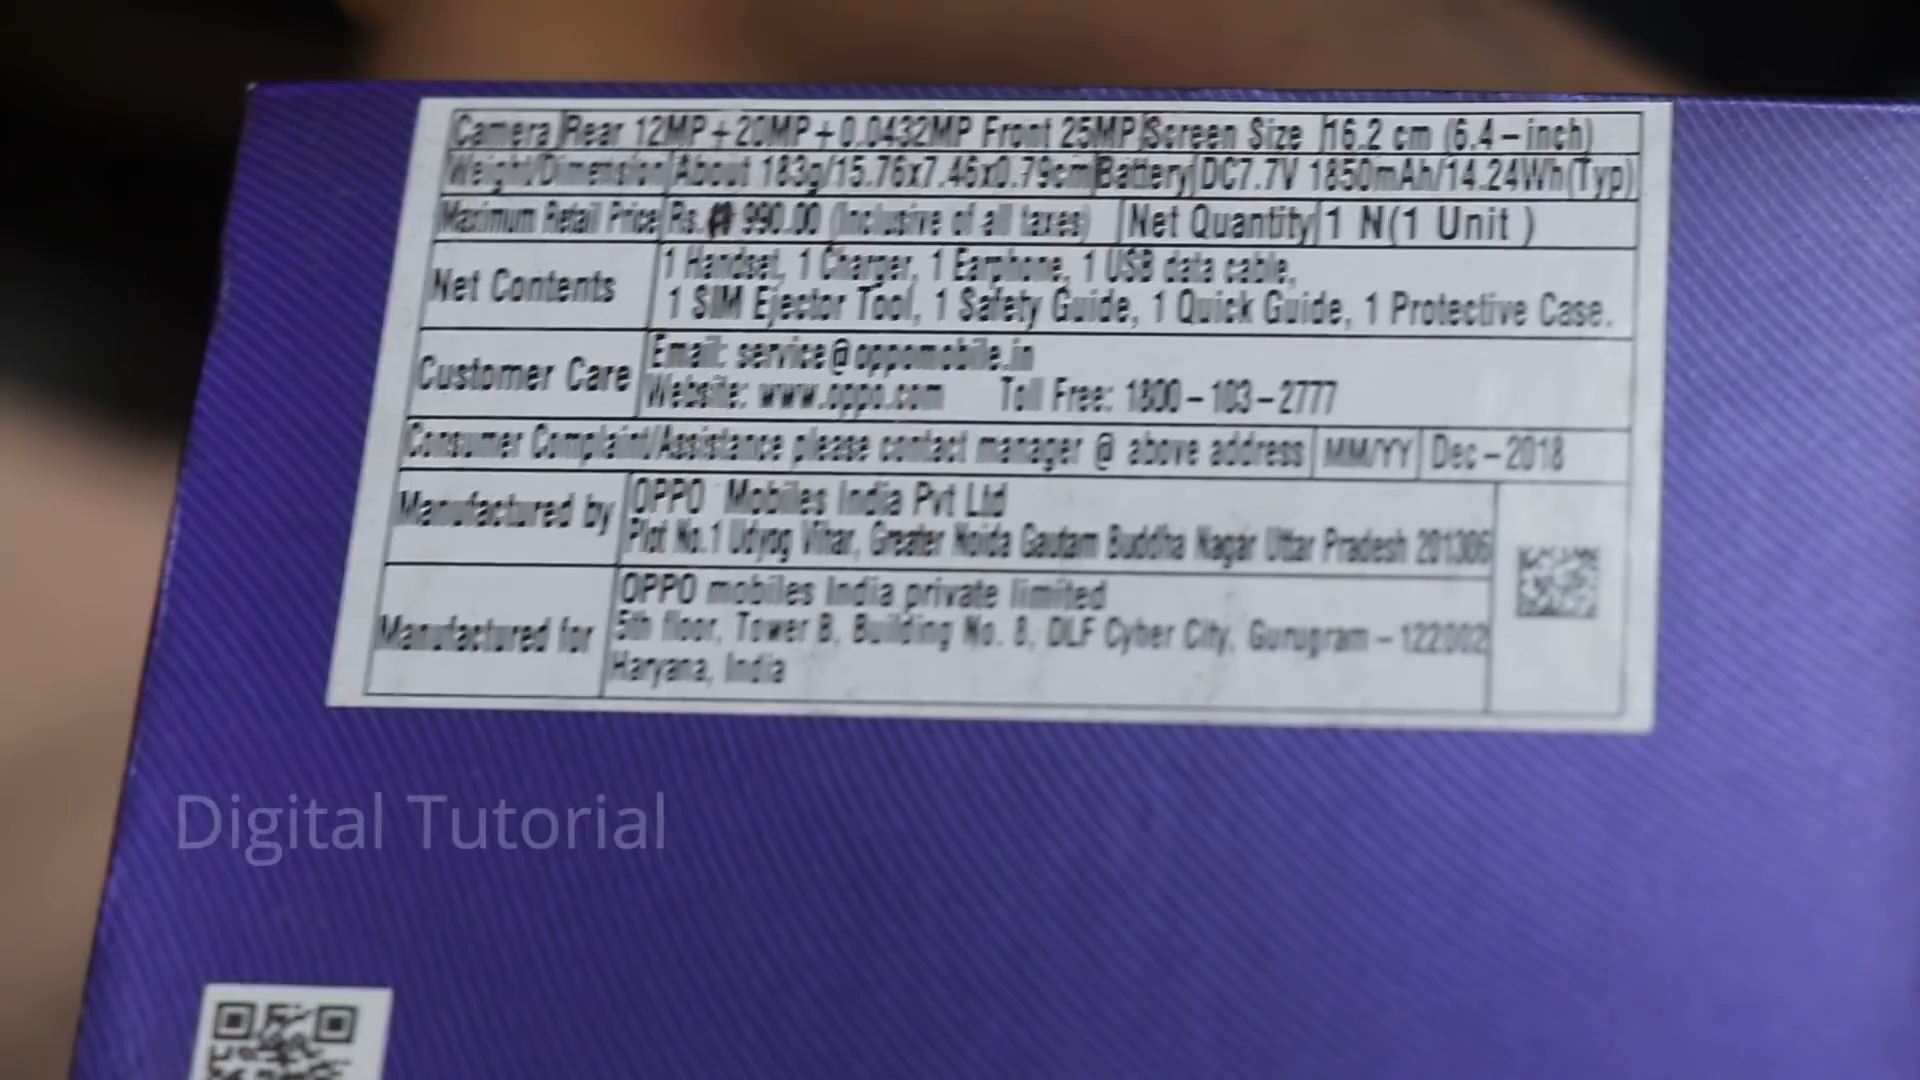 Camera Rear 12MP+20MP+0.0432MP Front 25MP Screen Size 16.2 cm (6.4-inch)
Weight/Dimension About 183g/15.76x7.46x0.79cm Battery DC7.7V 1850mAh/14.24Wh(Typ)
Maximum Retail Price Rs. 990.00 (Inclusive of all taxes) Net Quantity 1 N(1 Unit )
Net Contents
1 Handset, 1 Charger, 1 Earphone, 1 USB data cable,
1 SIM Ejector Tool, 1 Safety Guide, 1 Quick Guide, 1 Protective Case.
Customer Care
Email: service@oppomobile.in
Website: www.oppo.com Toll Free: 1800-103-2777
Consumer Complaint/Assistance please contact manager @ above address MM/YY Dec-2018
Manufactured by
OPPO Mobiles India Pvt Ltd
Plot No.1 Udyog Vihar, Greater Noida Gautam Buddha Nagar Uttar Pradesh 201306
Manufactured for
OPPO mobiles India private limited
5th floor, Tower B, Building No. 8, DLF Cyber City, Gurugram - 122002
Haryana, India
Digital Tutorial